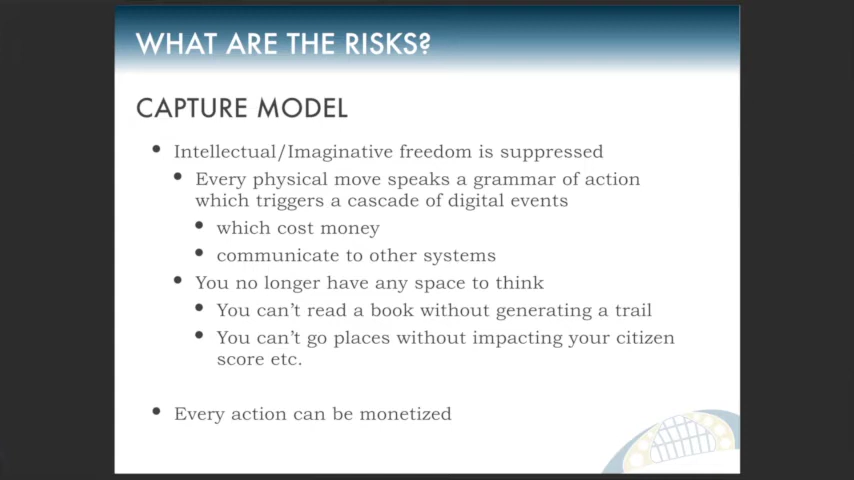 WHAT ARE THE RISKS?
CAPTURE MODEL
• Intellectual/Imaginative freedom is suppressed
• Every physical move speaks a grammar of action
which triggers a cascade of digital events
• which cost money
• communicate to other systems
• You no longer have any space to think
• You can't read a book without generating a trail
• You can't go places without impacting your citizen
score etc.
• Every action can be monetized